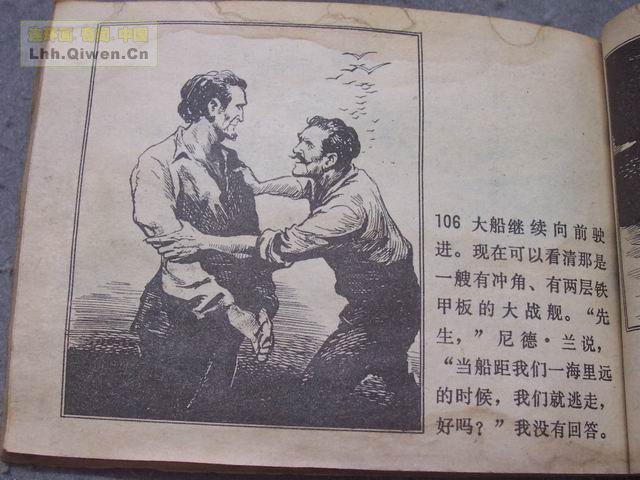 连环画.奇闻.中国
Lhh.Qiwen.Cn
106 大船继续向前驶
进。现在可以看清那是
一艘有冲角、有两层铁
甲板的大战舰。“先
生，”尼德·兰说，
“当船距我们一海里远
的时候，我们就逃走，
好吗？”我没有回答。